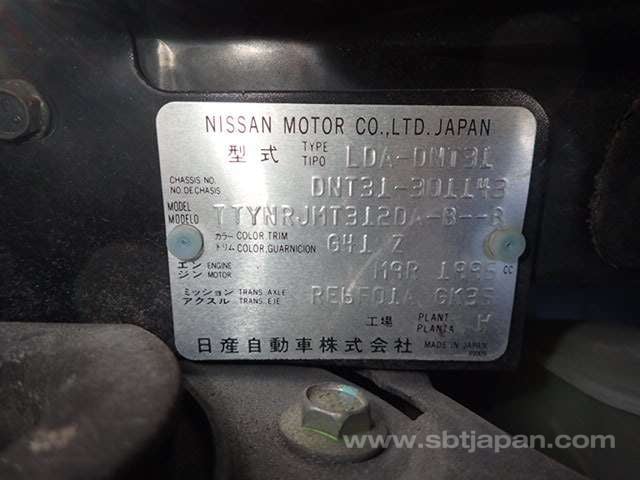 NISSAN MOTOR CO.,LTD.JAPAN
型式 TYPE TIPO LDA-DNT31
CHASSIS NO. NO.DE CHASIS DNT31-301143
MODEL MODELO TTYNRJMT312DA-B--R
カラー COLOR TRIM トリム COLOR,GUARNICION G41 Z
エンジン ENGINE MOTOR M9R 1995 CC
ミッション TRANS. AXLE アクスル TRANS. EJE RE6F01A GK35
工場 PLANT PLANTA H
日産自動車株式会社 MADE IN JAPAN
www.sbtjapan.com